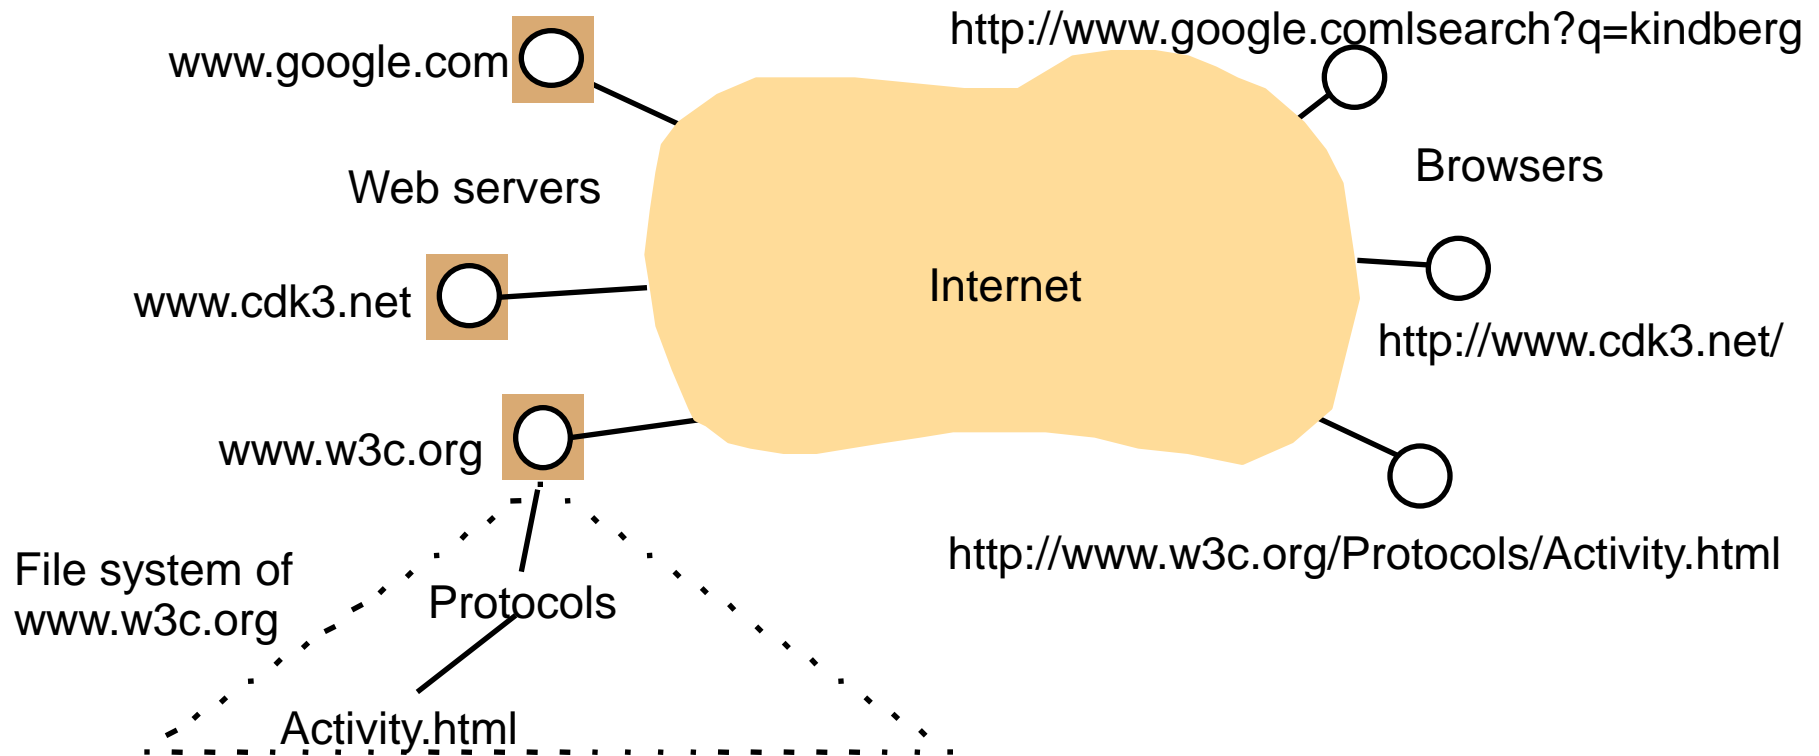 http://www.google.comlsearch?q=kindberg
www.google.com
Browsers
Web servers
Internet
www.cdk3.net
http://www.cdk3.net/
www.w3c.org
http://www.w3c.org/Protocols/Activity.html
File system of
www.w3c.org
Protocols
Activity.html